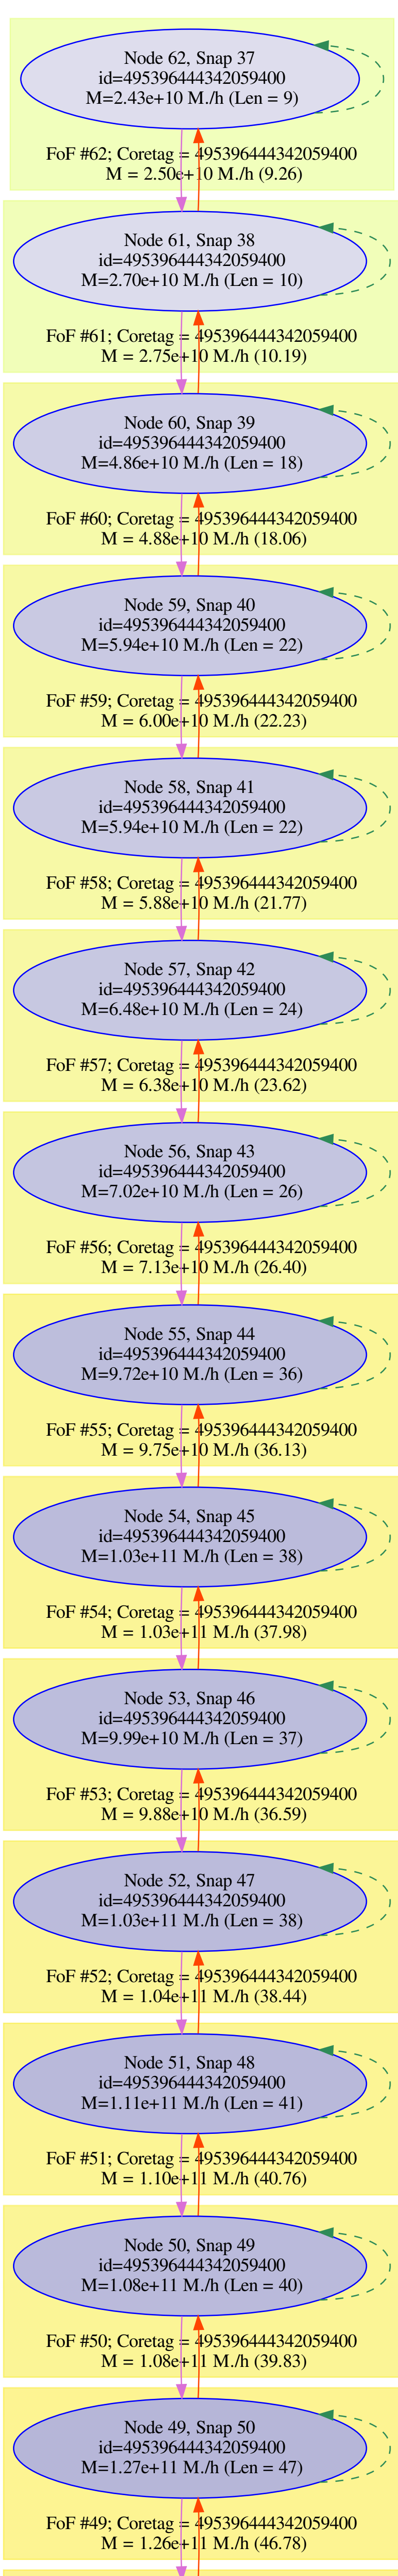 Node 62, Snap 37
id=495396444342059400
M=2.43e+10 M./h (Len = 9)
FoF #62; Coretag = 495396444342059400
M = 2.50e+10 M./h (9.26)
Node 61, Snap 38
id=495396444342059400
M=2.70e+10 M./h (Len = 10)
FoF #61; Coretag = 495396444342059400
M = 2.75e+10 M./h (10.19)
Node 60, Snap 39
id=495396444342059400
M=4.86e+10 M./h (Len = 18)
FoF #60; Coretag = 495396444342059400
M = 4.88e+10 M./h (18.06)
Node 59, Snap 40
id=495396444342059400
M=5.94e+10 M./h (Len = 22)
FoF #59; Coretag = 495396444342059400
M = 6.00e+10 M./h (22.23)
Node 58, Snap 41
id=495396444342059400
M=5.94e+10 M./h (Len = 22)
FoF #58; Coretag = 495396444342059400
M = 5.88e+10 M./h (21.77)
Node 57, Snap 42
id=495396444342059400
M=6.48e+10 M./h (Len = 24)
FoF #57; Coretag = 495396444342059400
M = 6.38e+10 M./h (23.62)
Node 56, Snap 43
id=495396444342059400
M=7.02e+10 M./h (Len = 26)
FoF #56; Coretag = 495396444342059400
M = 7.13e+10 M./h (26.40)
Node 55, Snap 44
id=495396444342059400
M=9.72e+10 M./h (Len = 36)
FoF #55; Coretag = 495396444342059400
M = 9.75e+10 M./h (36.13)
Node 54, Snap 45
id=495396444342059400
M=1.03e+11 M./h (Len = 38)
FoF #54; Coretag = 495396444342059400
M = 1.03e+11 M./h (37.98)
Node 53, Snap 46
id=495396444342059400
M=9.99e+10 M./h (Len = 37)
FoF #53; Coretag = 495396444342059400
M = 9.88e+10 M./h (36.59)
Node 52, Snap 47
id=495396444342059400
M=1.03e+11 M./h (Len = 38)
FoF #52; Coretag = 495396444342059400
M = 1.04e+11 M./h (38.44)
Node 51, Snap 48
id=495396444342059400
M=1.11e+11 M./h (Len = 41)
FoF #51; Coretag = 495396444342059400
M = 1.10e+11 M./h (40.76)
Node 50, Snap 49
id=495396444342059400
M=1.08e+11 M./h (Len = 40)
FoF #50; Coretag = 495396444342059400
M = 1.08e+11 M./h (39.83)
Node 49, Snap 50
id=495396444342059400
M=1.27e+11 M./h (Len = 47)
FoF #49; Coretag = 495396444342059400
M = 1.26e+11 M./h (46.78)